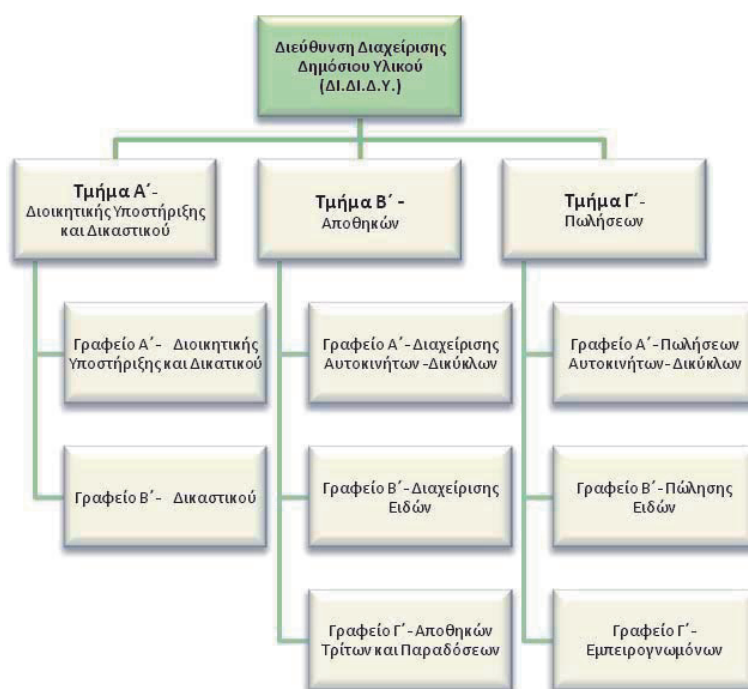 Διεύθυνση Διαχείρισης
Δημόσιου Υλικού
(ΔΙ.ΔΙ.Δ.Υ.)
Τμήμα Α΄-
Διοικητικής Υποστήριξης
και Δικαστικού
Γραφείο Α΄- Διοικητικής
Υποστήριξης και Δικατικού
Γραφείο Β΄- Δικαστικού
Τμήμα Β΄ -
Αποθηκών
Γραφείο Α΄-Διαχείρισης
Αυτοκινήτων -Δικύκλων
Γραφείο Β΄-Διαχείρισης
Ειδών
Γραφείο Γ΄-Αποθηκών
Τρίτων και Παραδόσεων
Τμήμα Γ΄-
Πωλήσεων
Γραφείο Α΄-Πωλήσεων
Αυτοκινήτων-Δικύκλων
Γραφείο Β΄-Πώλησης
Ειδών
Γραφείο Γ΄-
Εμπειρογνωμόνων